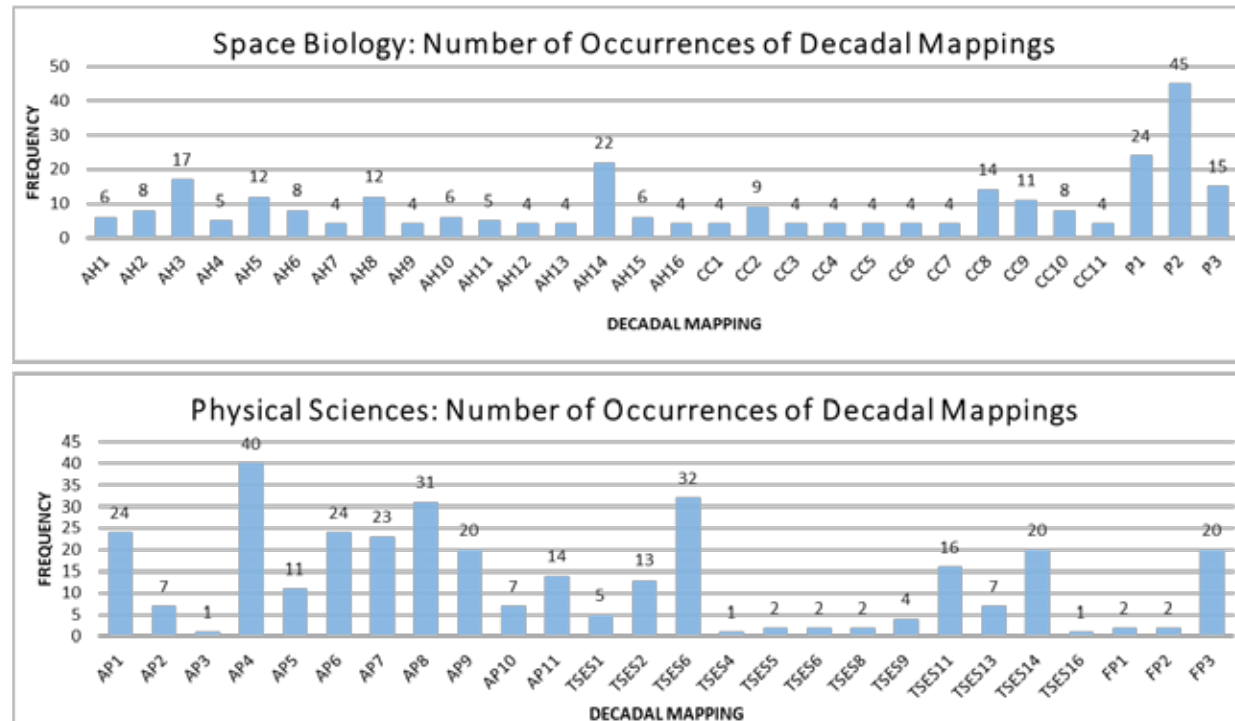 Space Biology: Number of Occurrences of Decadal Mappings
FREQUENCY
50
40
30
20
10
0
6 8 17 5 12 8 4 12 4 6 5 4 4 22 6 4 4 9 4 4 4 4 4 14 11 8 4 24 45 15
AH1 AH2 AH3 AH4 AH5 AH6 AH7 AH8 AH9 AH10 AH11 AH12 AH13 AH14 AH15 AH16 CC1 CC2 CC3 CC4 CC5 CC6 CC7 CC8 CC9 CC10 CC11 P1 P2 P3
DECADAL MAPPING
Physical Sciences: Number of Occurrences of Decadal Mappings
FREQUENCY
45
40
35
30
25
20
15
10
5
0
24 7 1 40 11 24 23 31 20 7 14 5 13 32 1 2 2 2 4 16 7 20 1 2 2 20
AP1 AP2 AP3 AP4 AP5 AP6 AP7 AP8 AP9 AP10 AP11 TSES1 TSES2 TSES6 TSES4 TSES5 TSES6 TSES8 TSES9 TSES11 TSES13 TSES14 TSES16 FP1 FP2 FP3
DECADAL MAPPING